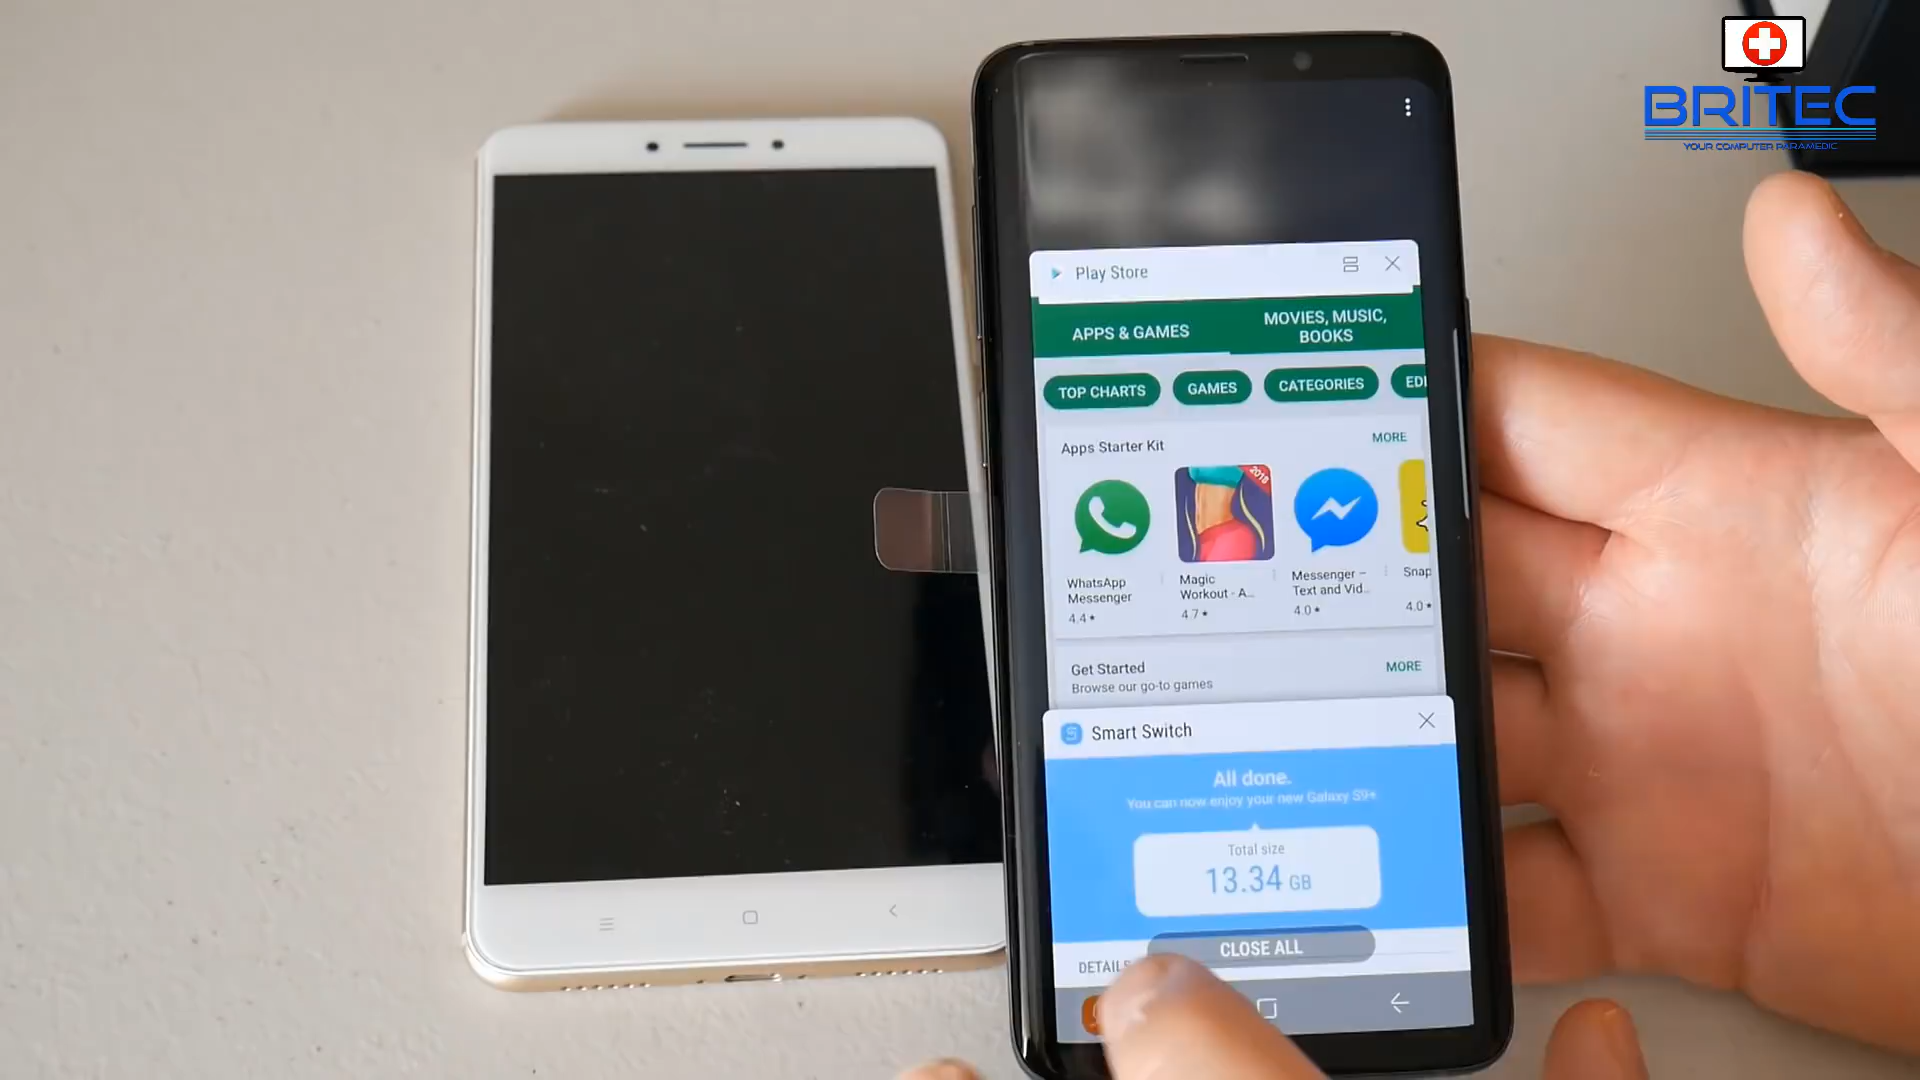 BRITEC
YOUR COMPUTER PARAMEDIC
Play Store
APPS & GAMES
MOVIES, MUSIC,
BOOKS
TOP CHARTS
GAMES
CATEGORIES
EDI
Apps Starter Kit
MORE
2018
WhatsApp
Messenger
4.4★
Magic
Workout - A...
4.7★
Messenger –
Text and Vid...
4.0★
Snap
4.0★
Get Started
MORE
Browse our go-to games
S
Smart Switch
All done.
You can now enjoy your new Galaxy S9+
Total size
13.34 GB
CLOSE ALL
DETAILS